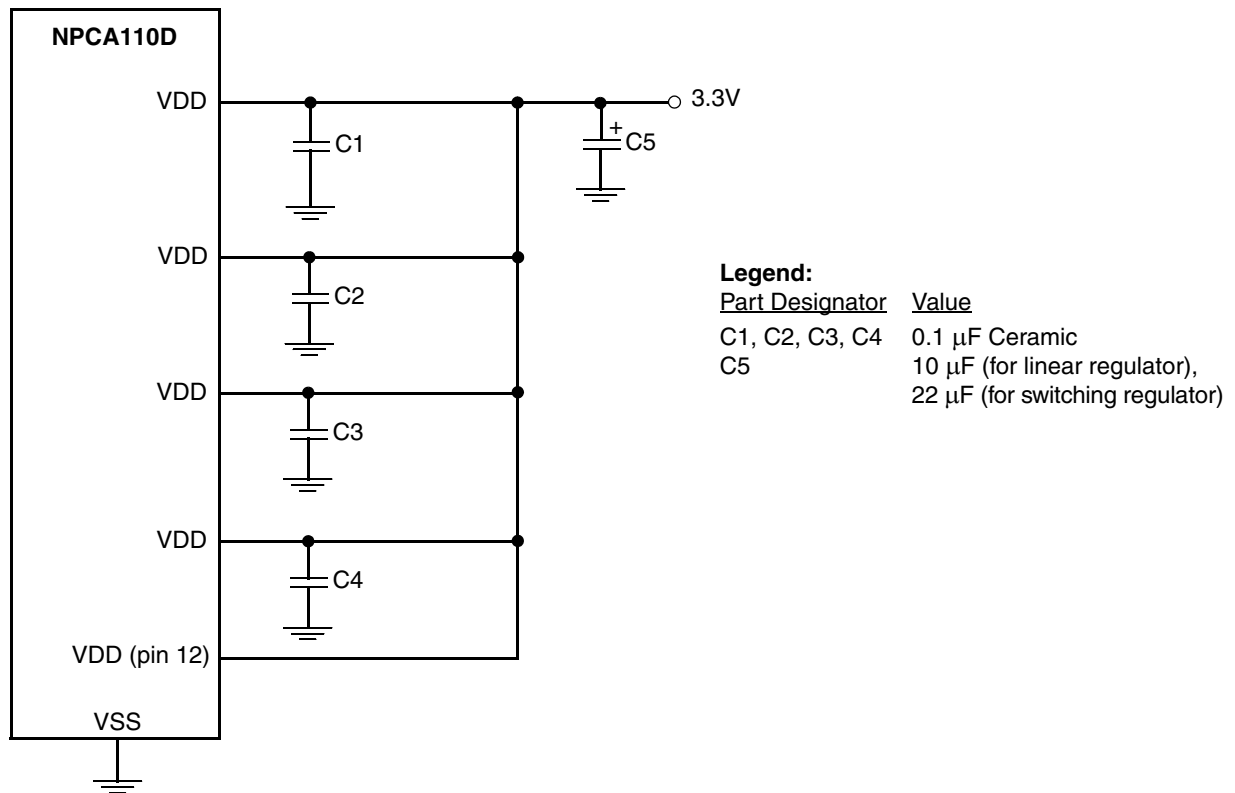 NPCA110D
VDD
3.3V
+
C5
C1
VDD
C2
Legend:
Part Designator Value
C1, C2, C3, C4 0.1 μF Ceramic
C5 10 μF (for linear regulator),
22 μF (for switching regulator)
VDD
C3
VDD
C4
VDD (pin 12)
VSS